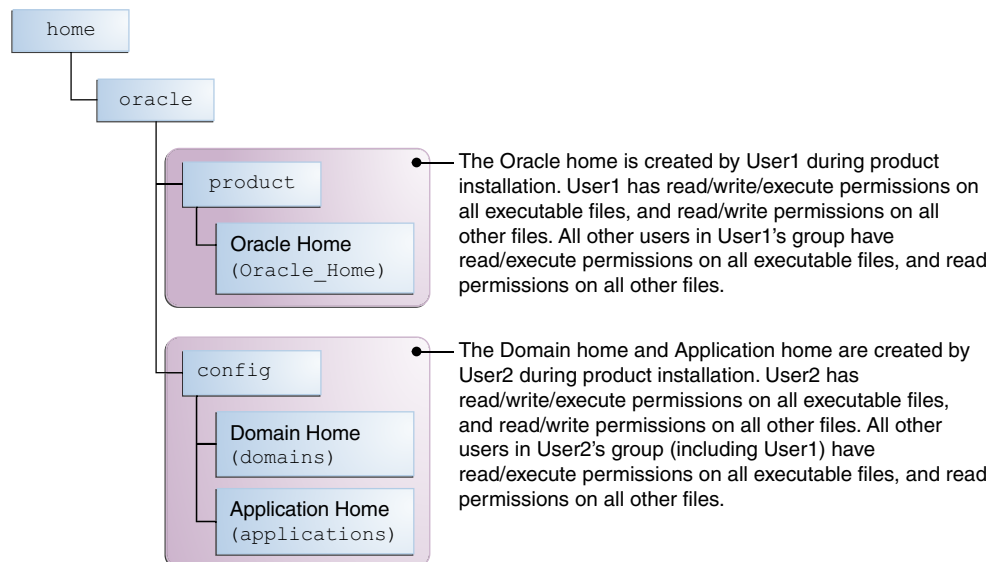 home
oracle
product
Oracle Home
(Oracle_Home)
The Oracle home is created by User1 during product
installation. User1 has read/write/execute permissions on
all executable files, and read/write permissions on all
other files. All other users in User1's group have
read/execute permissions on all executable files, and read
permissions on all other files.
config
Domain Home
(domains)
Application Home
(applications)
The Domain home and Application home are created by
User2 during product installation. User2 has
read/write/execute permissions on all executable files,
and read/write permissions on all other files. All other
users in User2's group (including User1) have
read/execute permissions on all executable files, and read
permissions on all other files.